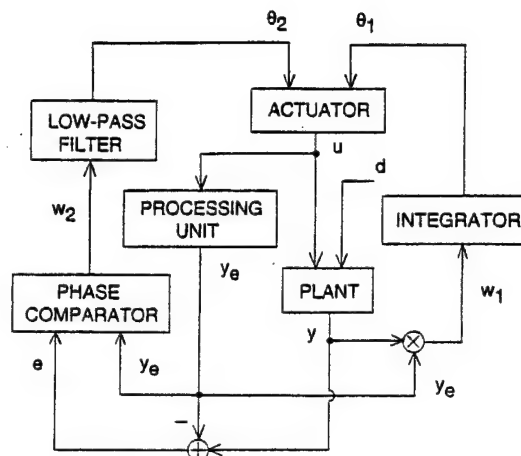 θ2
θ1
ACTUATOR
LOW-PASS
FILTER
u
d
w2
PROCESSING
UNIT
INTEGRATOR
ye
PLANT
w1
PHASE
COMPARATOR
y
×
e
ye
ye
−
+